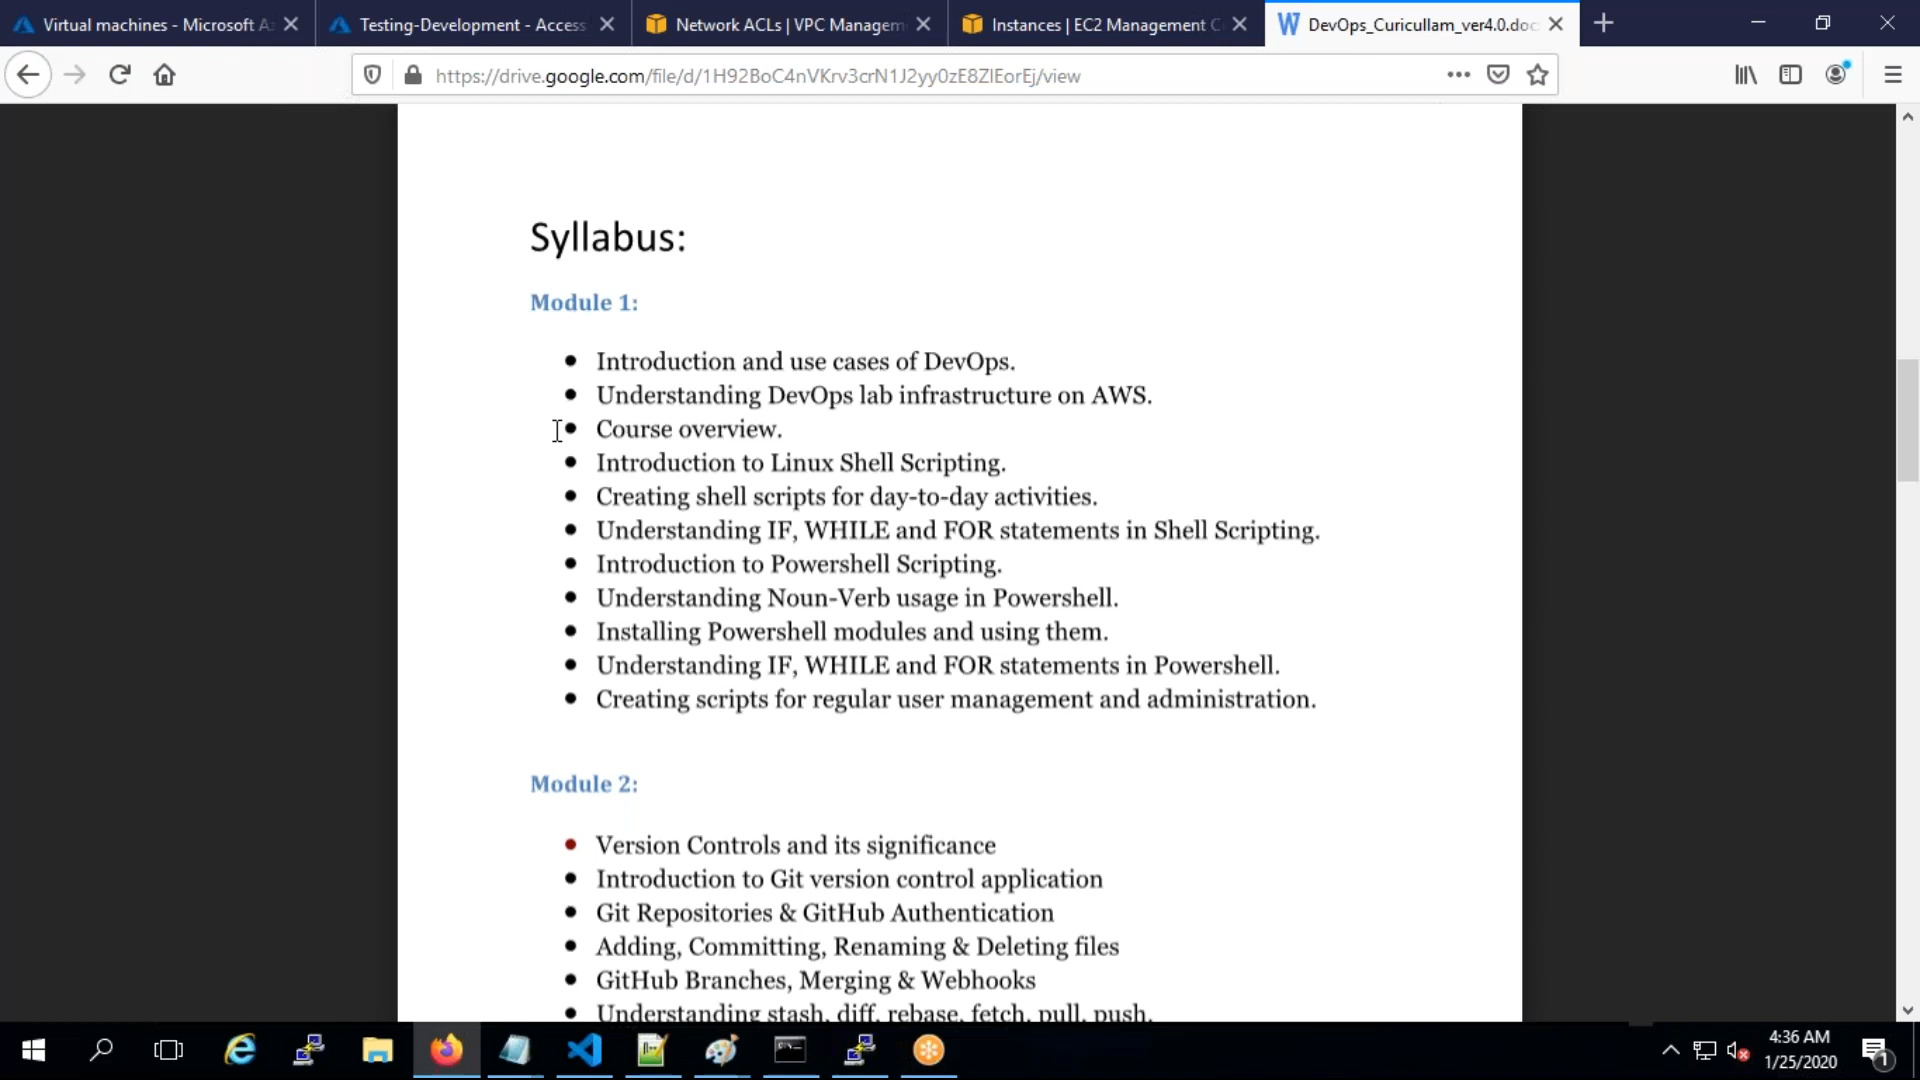 Virtual machines - Microsoft Az
Testing-Development - Access
Network ACLs | VPC Managem
Instances | EC2 Management C
DevOps_Curicullam_ver4.0.doc
https://drive.google.com/file/d/1H92BoC4nVKrv3crN1J2yy0zE8ZlEorEj/view
Syllabus:
Module 1:
• Introduction and use cases of DevOps.
• Understanding DevOps lab infrastructure on AWS.
• Course overview.
• Introduction to Linux Shell Scripting.
• Creating shell scripts for day-to-day activities.
• Understanding IF, WHILE and FOR statements in Shell Scripting.
• Introduction to Powershell Scripting.
• Understanding Noun-Verb usage in Powershell.
• Installing Powershell modules and using them.
• Understanding IF, WHILE and FOR statements in Powershell.
• Creating scripts for regular user management and administration.
Module 2:
• Version Controls and its significance
• Introduction to Git version control application
• Git Repositories & GitHub Authentication
• Adding, Committing, Renaming & Deleting files
• GitHub Branches, Merging & Webhooks
• Understanding stash, diff, rebase, fetch, pull, push.
4:36 AM
1/25/2020
1